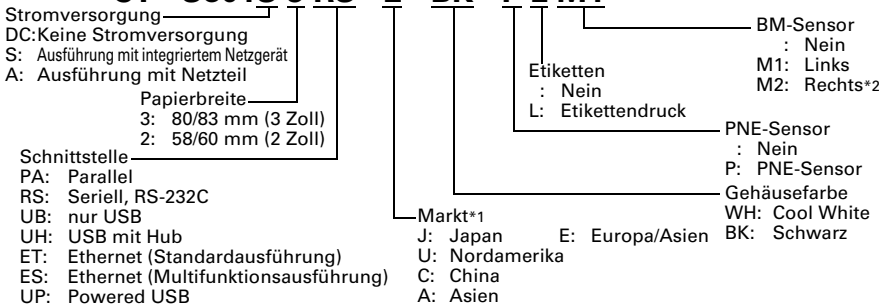 Stromversorgung
DC:Keine Stromversorgung
S: Ausführung mit integriertem Netzgerät
A: Ausführung mit Netzteil
Papierbreite
3: 80/83 mm (3 Zoll)
2: 58/60 mm (2 Zoll)
Schnittstelle
PA: Parallel
RS: Seriell, RS-232C
UB: nur USB
UH: USB mit Hub
ET: Ethernet (Standardausführung)
ES: Ethernet (Multifunktionsausführung)
UP: Powered USB
Markt*1
J: Japan E: Europa/Asien
U: Nordamerika
C: China
A: Asien
Etiketten
: Nein
L: Etikettendruck
BM-Sensor
: Nein
M1: Links
M2: Rechts*2
PNE-Sensor
: Nein
P: PNE-Sensor
Gehäusefarbe
WH: Cool White
BK: Schwarz